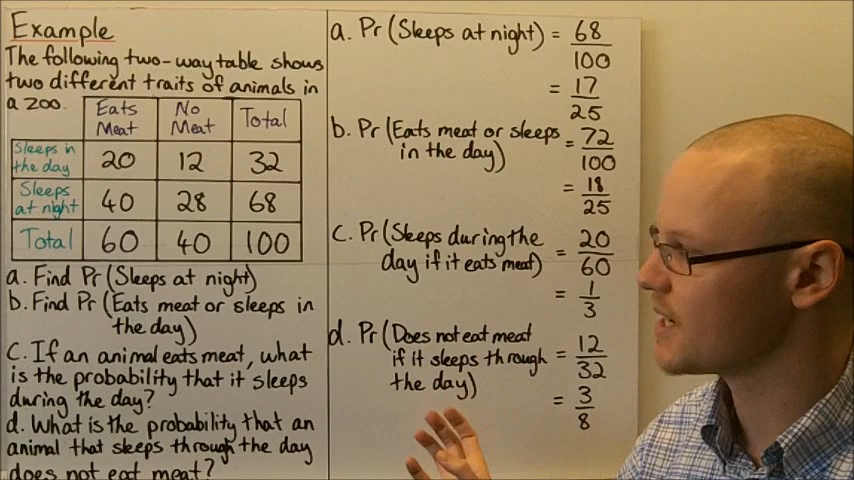 Example
The following two-way table shows
two different traits of animals in
a zoo.
Eats Meat | No Meat | Total
Sleeps in the day | 20 | 12 | 32
Sleeps at night | 40 | 28 | 68
Total | 60 | 40 | 100
a. Find Pr (Sleeps at night)
b. Find Pr (Eats meat or sleeps in
the day)
C. If an animal eats meat, what
is the probability that it sleeps
during the day?
d. What is the probability that an
animal that sleeps through the day
does not eat meat?
a. Pr (Sleeps at night) = 68/100
= 17/25
b. Pr (Eats meat or sleeps
in the day) = 72/100
= 18/25
C. Pr (Sleeps during the
day if it eats meat) = 20/60
= 1/3
d. Pr (Does not eat meat
if it sleeps through
the day) = 12/32
= 3/8